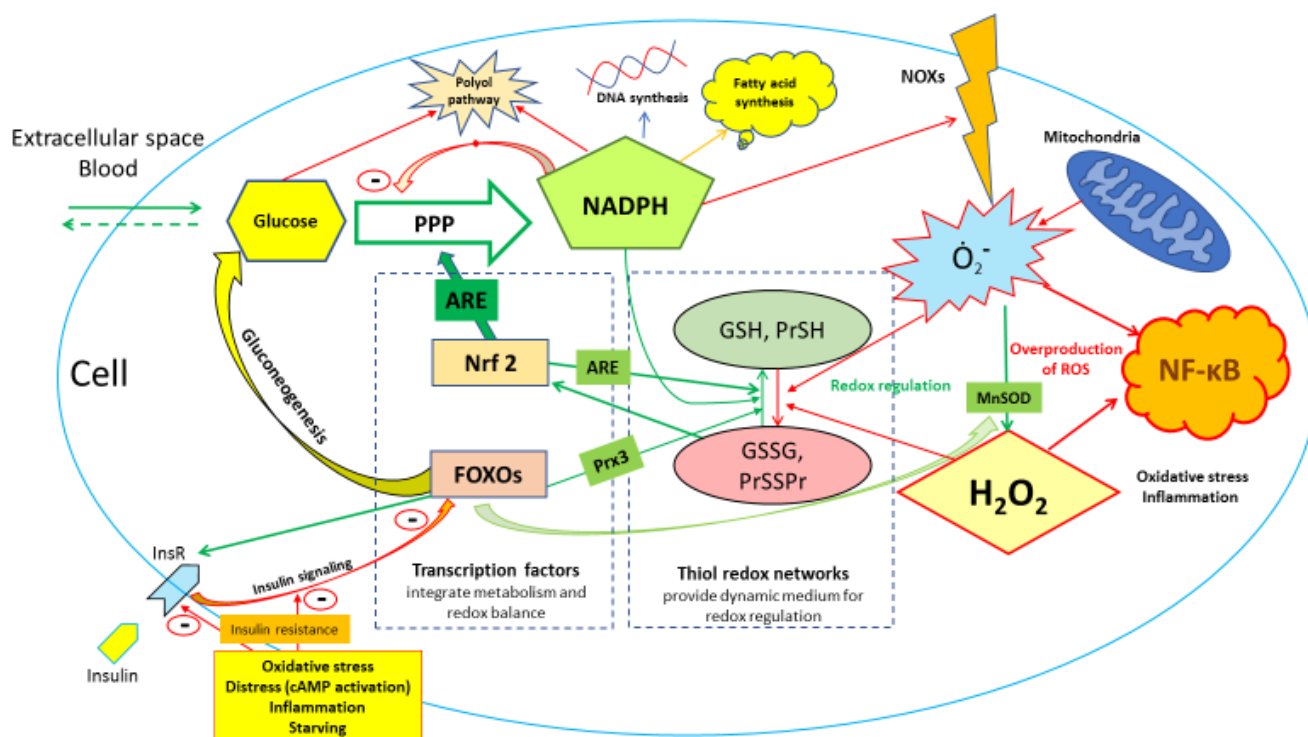 Extracellular space
Blood
Polyol
pathway
DNA synthesis
Fatty acid
synthesis
NOXs
Mitochondria
-
Glucose
PPP
NADPH
Ȯ₂⁻
ARE
Nrf 2
ARE
GSH, PrSH
Redox regulation
Overproduction
of ROS
NF-κB
MnSOD
Cell
Gluconeogenesis
FOXOs
Prx3
GSSG,
PrSSPr
H₂O₂
Oxidative stress
Inflammation
-
InsR
Insulin signaling
Transcription factors
integrate metabolism and
redox balance
Thiol redox networks
provide dynamic medium for
redox regulation
-
-
Insulin resistance
Insulin
Oxidative stress
Distress (cAMP activation)
Inflammation
Starving